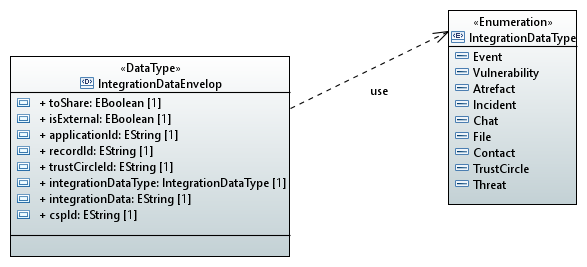 «DataType»
IntegrationDataEnvelop
+ toShare: EBoolean [1]
+ isExternal: EBoolean [1]
+ applicationId: EString [1]
+ recordId: EString [1]
+ trustCircleId: EString [1]
+ integrationDataType: IntegrationDataType [1]
+ integrationData: EString [1]
+ cspId: EString [1]
use
«Enumeration»
IntegrationDataType
Event
Vulnerability
Atrefact
Incident
Chat
File
Contact
TrustCircle
Threat